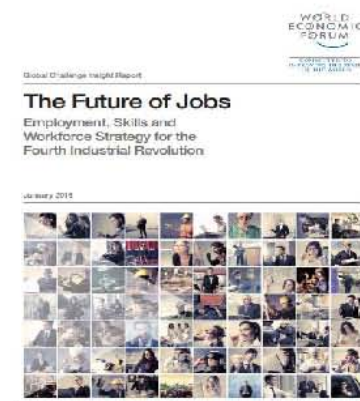 WORLD
ECONOMIC
FORUM
Global Challenge Insight Report
The Future of Jobs
Employment, Skills and
Workforce Strategy for the
Fourth Industrial Revolution
January 2016